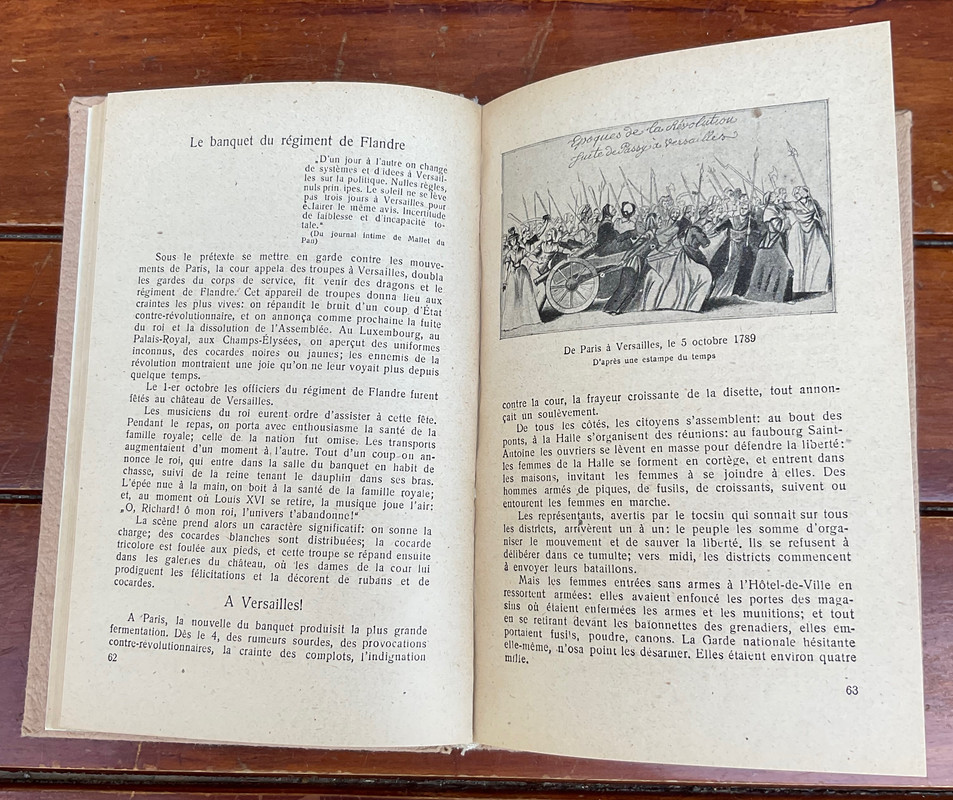 Le banquet du régiment de Flandre
„D'un jour à l'autre on change
de systèmes et d idees à Versail-
les sur la politique. Nulles règles,
nuls prin ipes. Le soleil ne se lève
pas trois jours à Versailles pour
éclairer le même avis. Incertitude
de faiblesse et d'incapacité to-
tale.“
(Du journal intime de Mallet du
Pan)
Sous le prétexte se mettre en garde contre les mouve-
ments de Paris, la cour appela des troupes à Versailles, doubla
les gardes du corps de service, fit venir des dragons et le
régiment de Flandre. Cet appareil de troupes donna lieu aux
craintes les plus vives: on répandit le bruit d'un coup d'État
contre-révolutionnaire, et on annonça comme prochaine la fuite
du roi et la dissolution de l'Assemblée. Au Luxembourg, au
Palais-Royal, aux Champs-Élysées, on aperçut des uniformes
inconnus, des cocardes noires ou jaunes; les ennemis de la
révolution montraient une joie qu'on ne leur voyait plus depuis
quelque temps.
Le 1-er octobre les officiers du régiment de Flandre furent
fêtés au château de Versailles.
Les musiciens du roi eurent ordre d'assister à cette fête.
Pendant le repas, on porta avec enthousiasme la santé de la
famille royale; celle de la nation fut omise. Les transports
augmentaient d'un moment à l'autre. Tout d'un coup on an-
nonce le roi, qui entre dans la salle du banquet en habit de
chasse, suivi de la reine tenant le dauphin dans ses bras.
L'épée nue à la main, on boit à la santé de la famille royale;
et, au moment où Louis XVI se retire, la musique joue l'air:
„O, Richard! ô mon roi, l'univers t'abandonne!“
La scène prend alors un caractère significatif: on sonne la
charge; des cocardes blanches sont distribuées; la cocarde
tricolore est foulée aux pieds, et cette troupe se répand ensuite
dans les galeries du château, où les dames de la cour lui
prodiguent les félicitations et la décorent de rubans et de
cocardes.
A Versailles!
A Paris, la nouvelle du banquet produisit la plus grande
fermentation. Dès le 4, des rumeurs sourdes, des provocations
contre-revolutionnaires, la crainte des complots, l'indignation
62
Epoques de la Révolution
suite de Passy à Versailles
De Paris à Versailles, le 5 octobre 1789
D'après une estampe du temps
contre la cour, la frayeur croissante de la disette, tout annon-
çait un soulèvement.
De tous les côtés, les citoyens s'assemblent: au bout des
ponts, à la Halle s'organisent des réunions: au faubourg Saint-
Antoine les ouvriers se lèvent en masse pour défendre la liberté:
les femmes de la Halle se forment en cortège, et entrent dans
les maisons, invitant les femmes à se joindre à elles. Des
hommes armés de piques, de fusils, de croissants, suivent ou
entourent les femmes en marche.
Les représentants, avertis par le tocsin qui sonnait sur tous
les districts, arrivèrent un à un: le peuple les somme d'orga-
niser le mouvement et de sauver la liberté. Ils se refusent à
délibérer dans ce tumulte; vers midi, les districts commencent
à envoyer leurs bataillons.
Mais les femmes entrées sans armes à l'Hôtel-de-Ville en
ressortent armées: elles avaient enfoncé les portes des maga-
sins où étaient enfermées les armes et les munitions; et tout
en se retirant devant les baïonnettes des grenadiers, elles em-
portaient fusils, poudre, canons. La Garde nationale hésitante
elle-même, n'osa point les désarmer. Elles étaient environ quatre
mille.
63